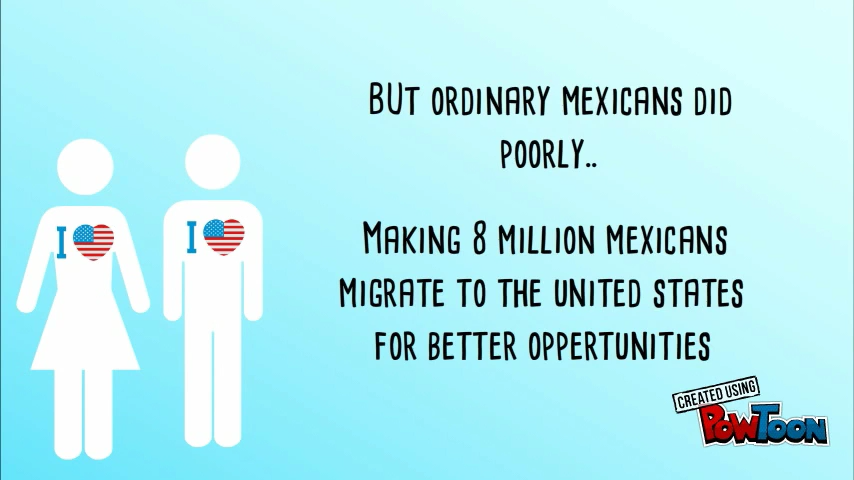 BUT ORDINARY MEXICANS DID
POORLY..
MAKING 8 MILLION MEXICANS
MIGRATE TO THE UNITED STATES
FOR BETTER OPPERTUNITIES
I
I
CREATED USING
POWTOON